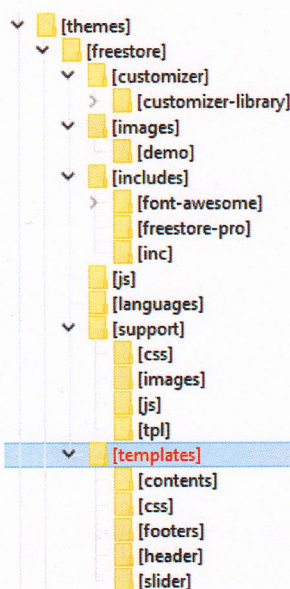 [themes]
[freestore]
[customizer]
[customizer-library]
[images]
[demo]
[includes]
[font-awesome]
[freestore-pro]
[inc]
[js]
[languages]
[support]
[css]
[images]
[js]
[tpl]
[templates]
[contents]
[css]
[footers]
[header]
[slider]